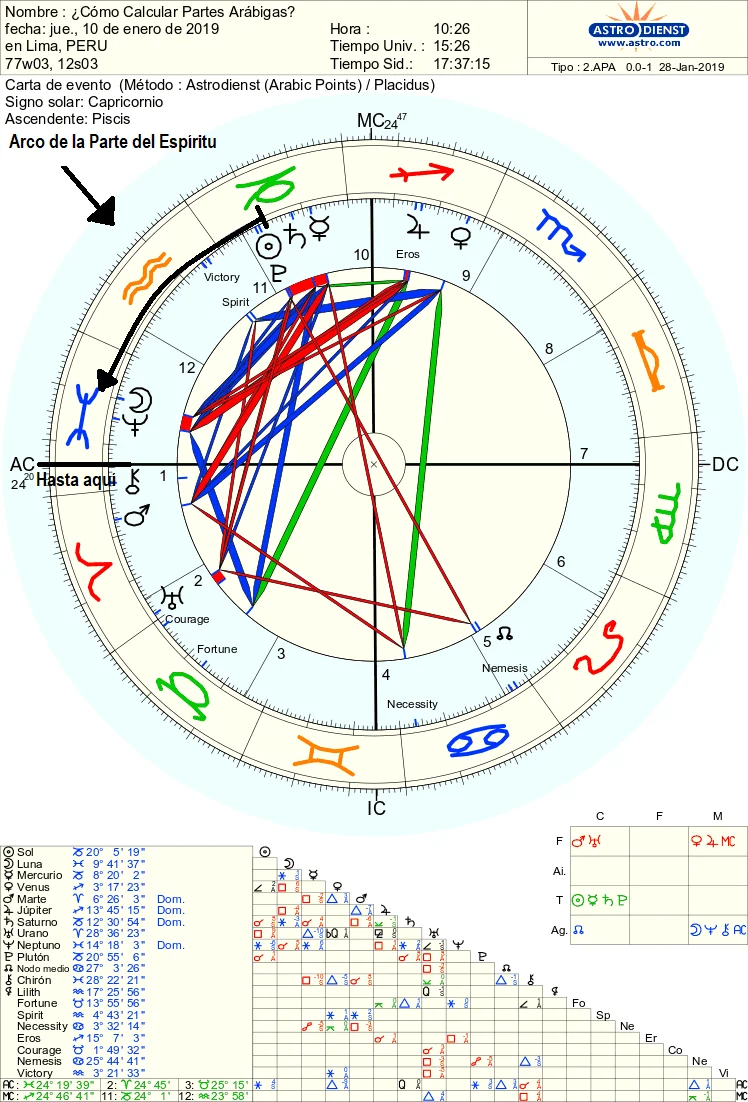 Nombre : ¿Cómo Calcular Partes Arábigas?
fecha: jue., 10 de enero de 2019
en Lima, PERU
77w03, 12s03
Hora : 10:26
Tiempo Univ. : 15:26
Tiempo Sid.: 17:37:15
ASTRO DIENST
www.astro.com
Tipo : 2.APA 0.0-1 28-Jan-2019
Carta de evento (Método : Astrodienst (Arabic Points) / Placidus)
Signo solar: Capricornio
Ascendente: Piscis
Arco de la Parte del Espíritu
MC 24 47
10
Eros
9
11
Victory
Spirit
8
12
AC
24 20
Hasta aquí
DC
7
1
6
2
Courage
Fortune
3
5
Nemesis
4
Necessity
IC
C F M
F MC
Ai.
T
Ag. AC
Sol 20° 5' 19"
Luna 9° 41' 37"
Mercurio 8° 20' 2"
Venus 3° 17' 23"
Marte 6° 26' 3" Dom.
Júpiter 13° 45' 15" Dom.
Saturno 12° 30' 54" Dom.
Urano 28° 36' 23"
Neptuno 14° 18' 3" Dom.
Plutón 20° 55' 6"
Nodo medio 27° 3' 26"
Chirón 28° 22' 21"
Lilith 17° 25' 56"
Fortune 13° 55' 56"
Spirit 4° 43' 21"
Necessity 3° 32' 14"
Eros 15° 7' 3"
Courage 1° 49' 32"
Nemesis 25° 44' 41"
Victory 3° 21' 33"
AC: 24° 19' 39" 2: 24° 45' 3: 25° 15'
MC: 24° 46' 41" 11: 24° 1' 12: 23° 58'
Fo
Sp
Ne
Er
Co
Ne
Vi
AC
MC